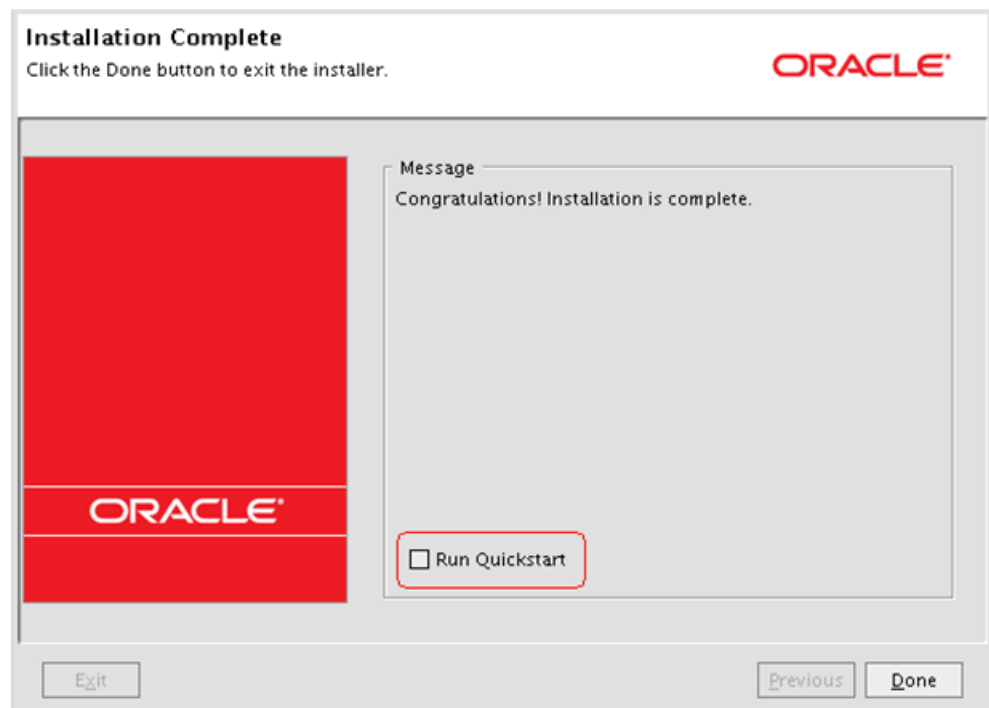 Installation Complete
Click the Done button to exit the installer.
ORACLE
Message
Congratulations! Installation is complete.
ORACLE
Run Quickstart
Exit
Previous
Done